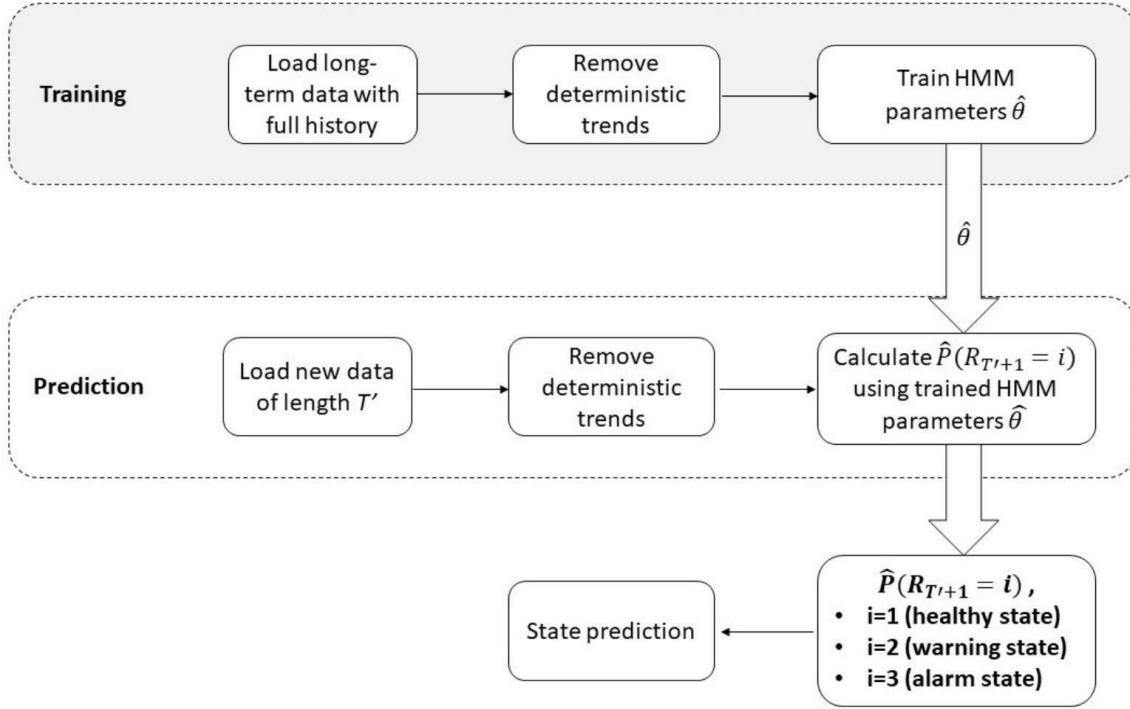 Training
Load long-
term data with
full history
Remove
deterministic
trends
Train HMM
parameters θ̂
θ̂
Prediction
Load new data
of length T′
Remove
deterministic
trends
Calculate P̂(R_{T′+1} = i)
using trained HMM
parameters θ̂
P̂(R_{T′+1} = i) ,
• i=1 (healthy state)
• i=2 (warning state)
• i=3 (alarm state)
State prediction